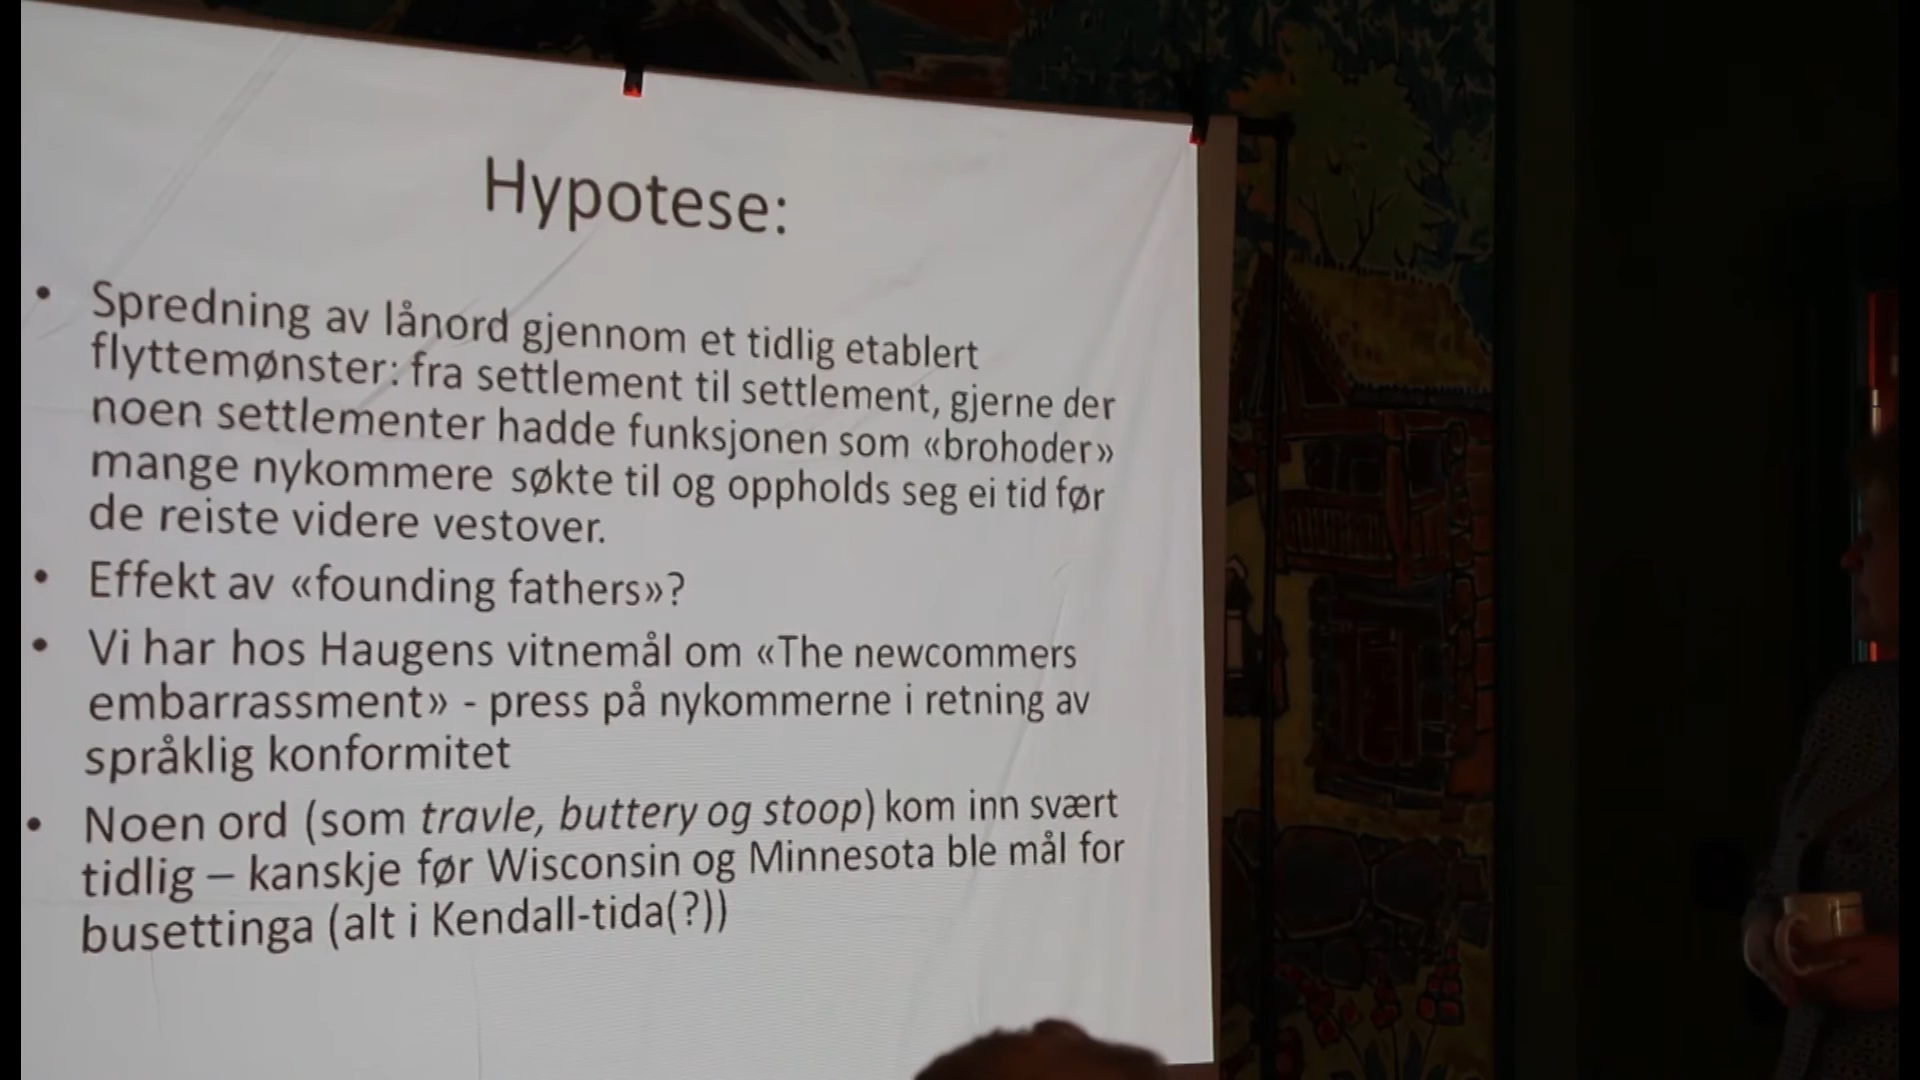 Hypotese:
• Spredning av lånord gjennom et tidlig etablert
flyttemønster: fra settlement til settlement, gjerne der
noen settlementer hadde funksjonen som «brohoder»
mange nykommere søkte til og oppholds seg ei tid før
de reiste videre vestover.
• Effekt av «founding fathers»?
• Vi har hos Haugens vitnemål om «The newcommers
embarrassment» - press på nykommerne i retning av
språklig konformitet
• Noen ord (som travle, buttery og stoop) kom inn svært
tidlig – kanskje før Wisconsin og Minnesota ble mål for
busettinga (alt i Kendall-tida(?))